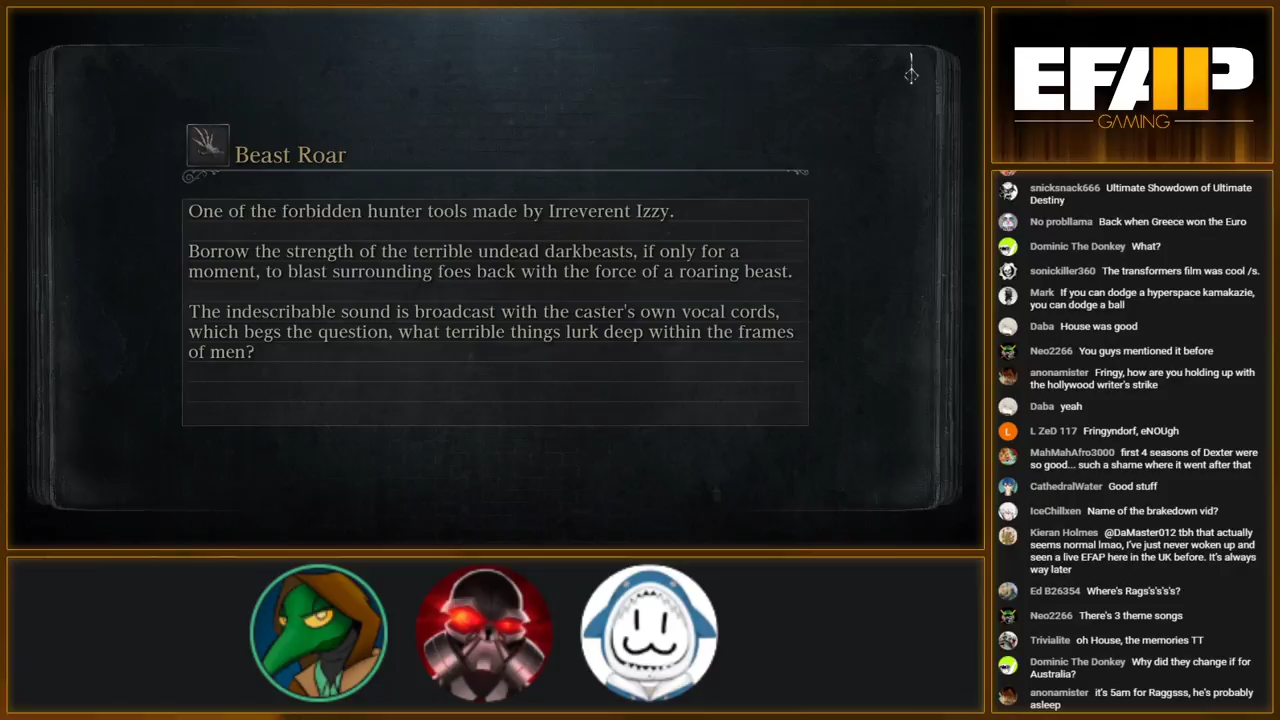 Beast Roar
One of the forbidden hunter tools made by Irreverent Izzy.
Borrow the strength of the terrible undead darkbeasts, if only for a
moment, to blast surrounding foes back with the force of a roaring beast.
The indescribable sound is broadcast with the caster's own vocal cords,
which begs the question, what terrible things lurk deep within the frames
of men?
EFAP
GAMING
snicksnack666 Ultimate Showdown of Ultimate
Destiny
No probllama Back when Greece won the Euro
Dominic The Donkey What?
sonickiller360 The transformers film was cool /s.
Mark If you can dodge a hyperspace kamakazie,
you can dodge a ball
Daba House was good
Neo2266 You guys mentioned it before
anonamister Fringy, how are you holding up with
the hollywood writer's strike
Daba yeah
L
L ZeD 117 Fringyndorf, eNOUgh
MahMahAfro3000 first 4 seasons of Dexter were
so good... such a shame where it went after that
CathedralWater Good stuff
IceChillxen Name of the brakedown vid?
Kieran Holmes @DaMaster012 tbh that actually
seems normal lmao, I've just never woken up and
seen a live EFAP here in the UK before. It's always
way later
Ed B26354 Where's Rags's's's's?
Neo2266 There's 3 theme songs
Trivialite oh House, the memories TT
Dominic The Donkey Why did they change if for
Australia?
anonamister it's 5am for Raggsss, he's probably
asleep